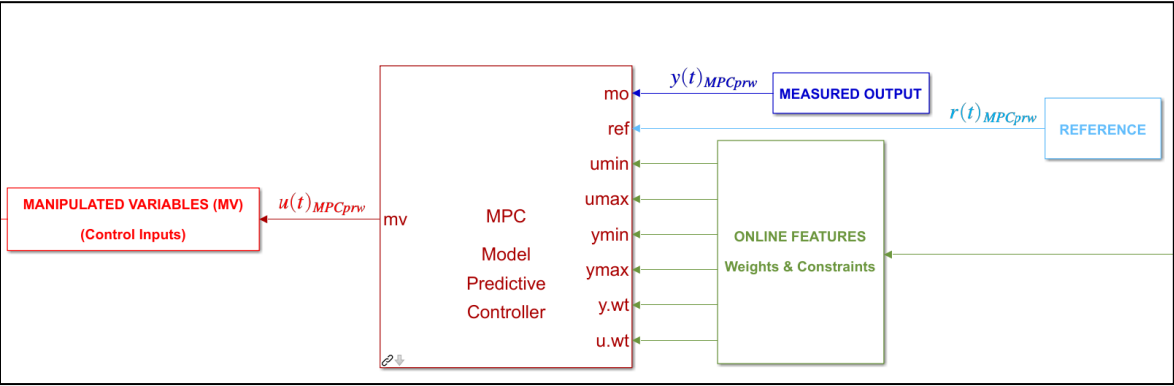 y(t)MPCprw
MEASURED OUTPUT
mo
r(t)MPCprw
REFERENCE
ref
umin
umax
ymin
ymax
y.wt
u.wt
ONLINE FEATURES
Weights & Constraints
MPC
Model
Predictive
Controller
mv
u(t)MPCprw
MANIPULATED VARIABLES (MV)
(Control Inputs)